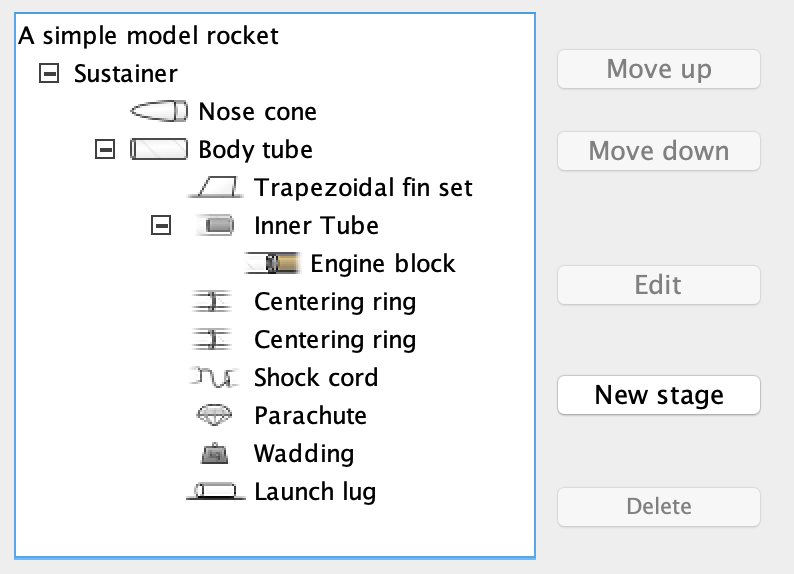 A simple model rocket
Sustainer
Nose cone
Body tube
Trapezoidal fin set
Inner Tube
Engine block
Centering ring
Centering ring
Shock cord
Parachute
Wadding
Launch lug
Move up
Move down
Edit
New stage
Delete